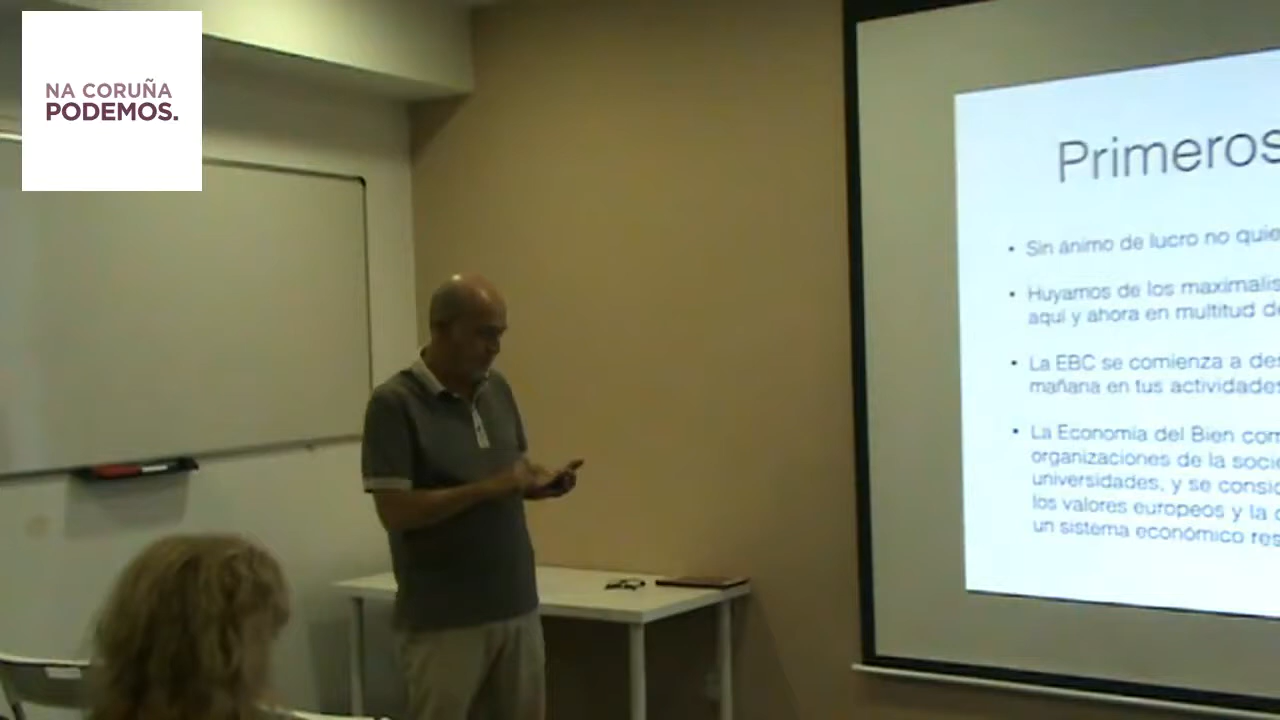 NA CORUÑA
PODEMOS.
Primeros
Sin ánimo de lucro no quie
Huyamos de los maximalis
aquí y ahora en multitud de
La EBC se comienza a des
mañana en tus actividades
La Economía del Bien com
organizaciones de la socie
universidades, y se consid
los valores europeos y la
un sistema económico res